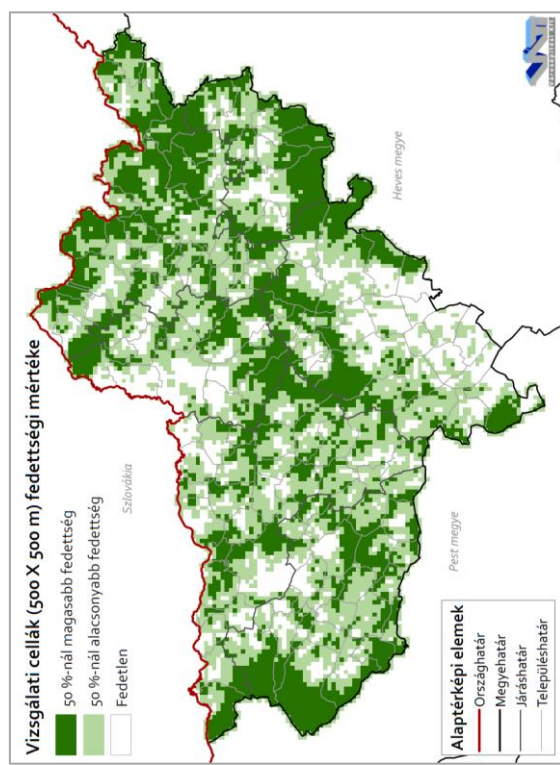 Vizsgálati cellák (500 X 500 m) fedettségi mértéke
50 %-nál magasabb fedettség
50 %-nál alacsonyabb fedettség
Fedetlen
Szlovákia
Heves megye
Pest megye
Alaptérképi elemek
Országhatár
Megyehatár
Járáshatár
Településhatár